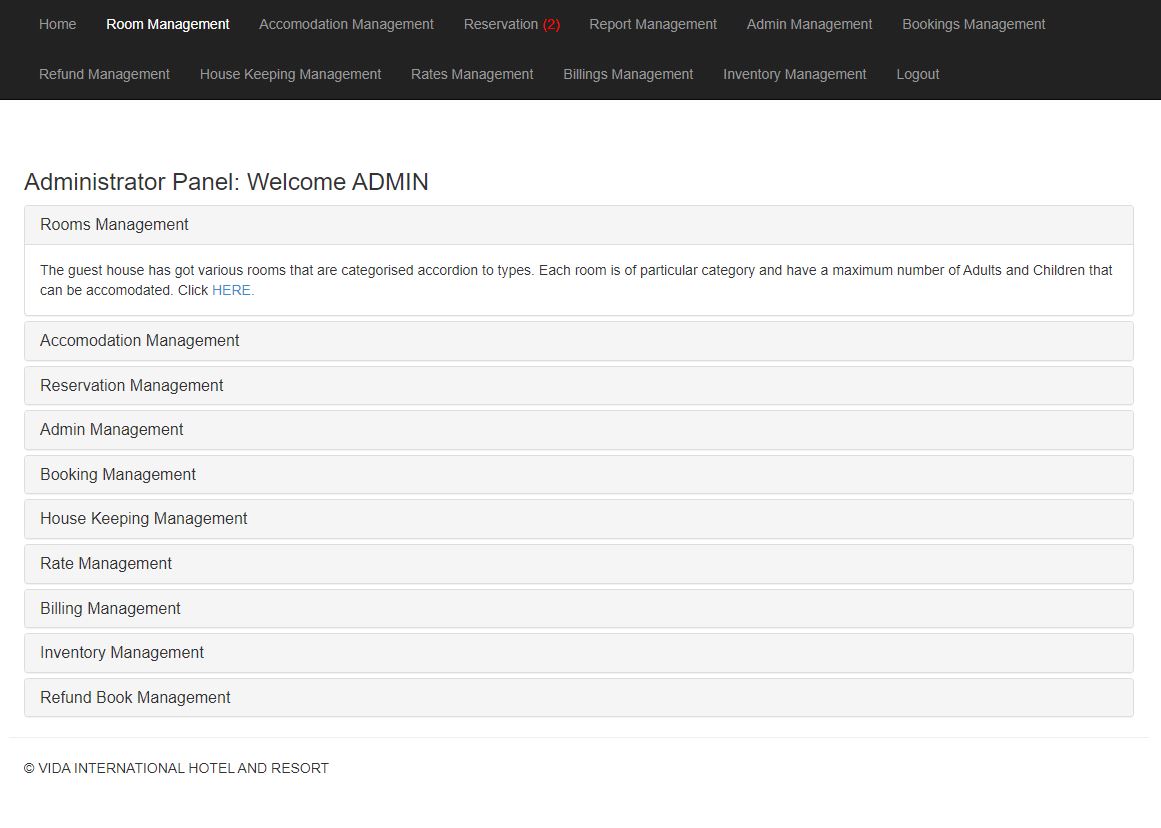 Home Room Management Accomodation Management Reservation (2) Report Management Admin Management Bookings Management
Refund Management House Keeping Management Rates Management Billings Management Inventory Management Logout
Administrator Panel: Welcome ADMIN
Rooms Management
The guest house has got various rooms that are categorised accordion to types. Each room is of particular category and have a maximum number of Adults and Children that
can be accomodated. Click HERE.
Accomodation Management
Reservation Management
Admin Management
Booking Management
House Keeping Management
Rate Management
Billing Management
Inventory Management
Refund Book Management
© VIDA INTERNATIONAL HOTEL AND RESORT